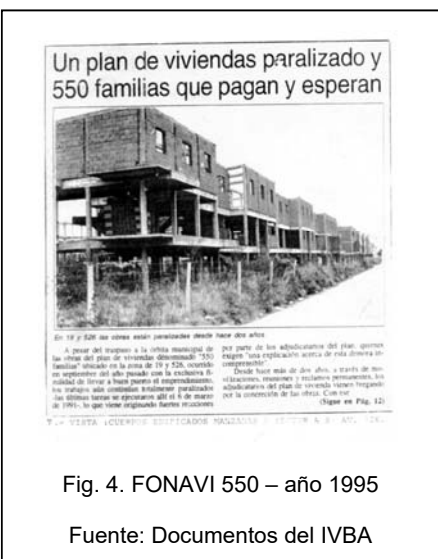 Un plan de viviendas paralizado y
550 familias que pagan y esperan
En 19 y 526 las obras están paralizadas desde hace dos años
A pesar del traspaso a la órbita municipal de
las obras del plan de viviendas denominado "550
familias" ubicado en la zona de 19 y 526, ocurrido
en septiembre del año pasado con la exclusiva fi-
nalidad de llevar a buen puerto el emprendimiento,
los trabajos aún continúan totalmente paralizados
-las últimas tareas se ejecutaron allí el 6 de marzo
de 1991-, lo que viene originando fuertes reacciones
por parte de los adjudicatarios del plan, quienes
exigen "una explicación acerca de esta demora in-
comprensible".
Desde hace más de dos años, a través de mo-
vilizaciones, reuniones y reclamos permanentes, los
adjudicatarios del plan de vivienda vienen bregando
por la concreción de las obras. Con ese
(Sigue en Pág. 12)
VISTA CUERPOS EDIFICADOS MANZANAS
Fig. 4. FONAVI 550 – año 1995
Fuente: Documentos del IVBA